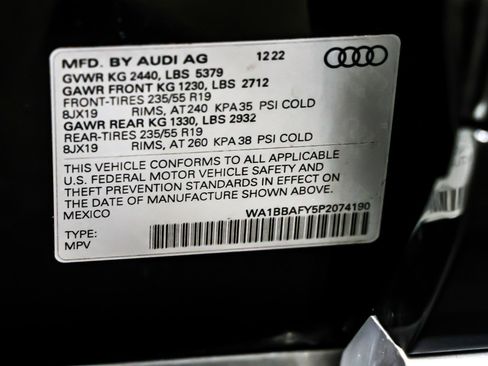 MFD. BY AUDI AG 12 22
GVWR KG 2440, LBS 5379
GAWR FRONT KG 1230, LBS 2712
FRONT-TIRES 235/55 R19
8JX19 RIMS, AT 240 KPA 35 PSI COLD
GAWR REAR KG 1330, LBS 2932
REAR-TIRES 235/55 R19
8JX19 RIMS, AT 260 KPA 38 PSI COLD
THIS VEHICLE CONFORMS TO ALL APPLICABLE
U.S. FEDERAL MOTOR VEHICLE SAFETY AND
THEFT PREVENTION STANDARDS IN EFFECT ON
THE DATE OF MANUFACTURE SHOWN ABOVE.
MEXICO WA1BBAFY5P2074190
TYPE:
MPV